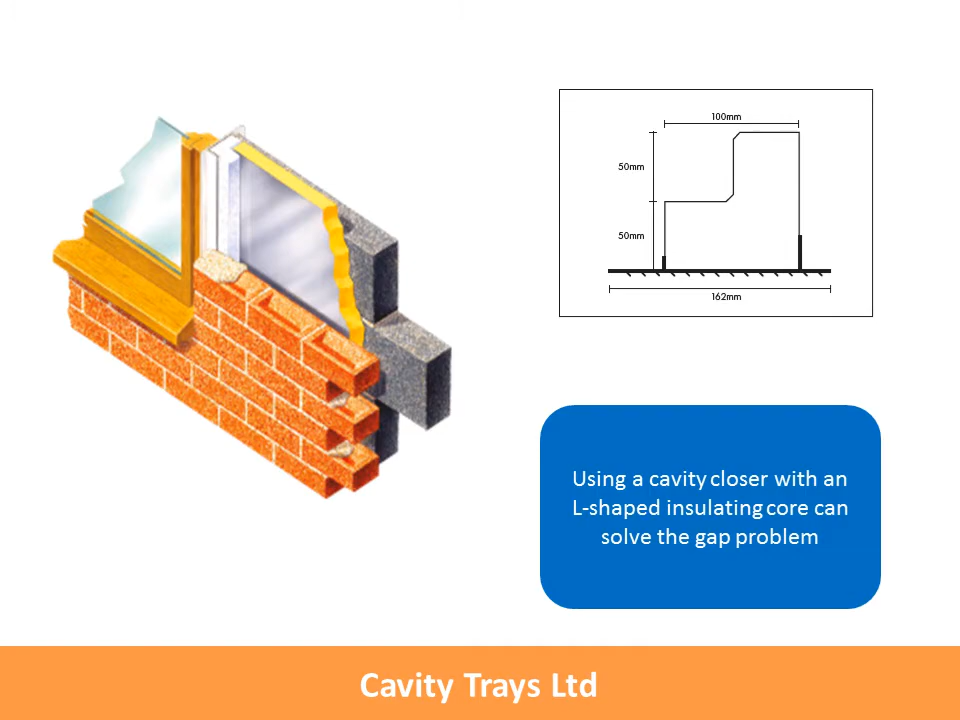 100mm
50mm
50mm
162mm
Using a cavity closer with an
L-shaped insulating core can
solve the gap problem
Cavity Trays Ltd